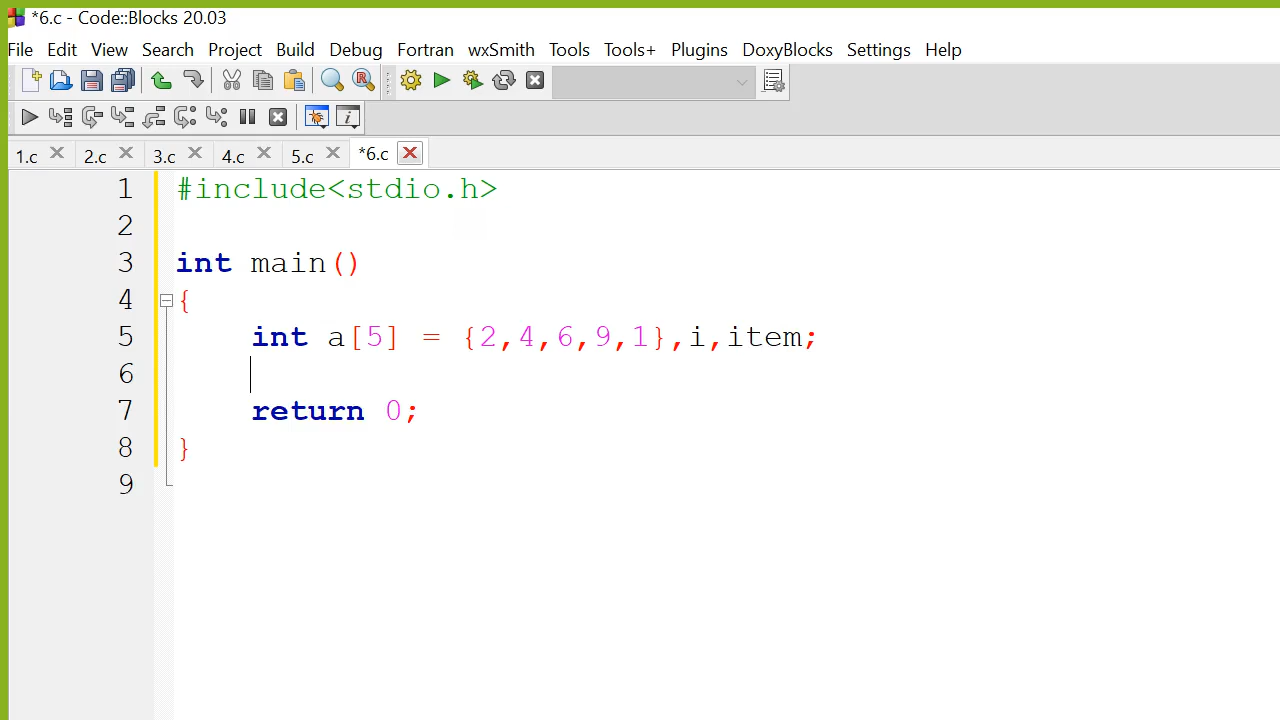 *6.c - Code::Blocks 20.03
File Edit View Search Project Build Debug Fortran wxSmith Tools Tools+ Plugins DoxyBlocks Settings Help
1.c 2.c 3.c 4.c 5.c *6.c
1 #include<stdio.h>
2
3 int main()
4 {
5 int a[5] = {2,4,6,9,1},i,item;
6
7 return 0;
8 }
9